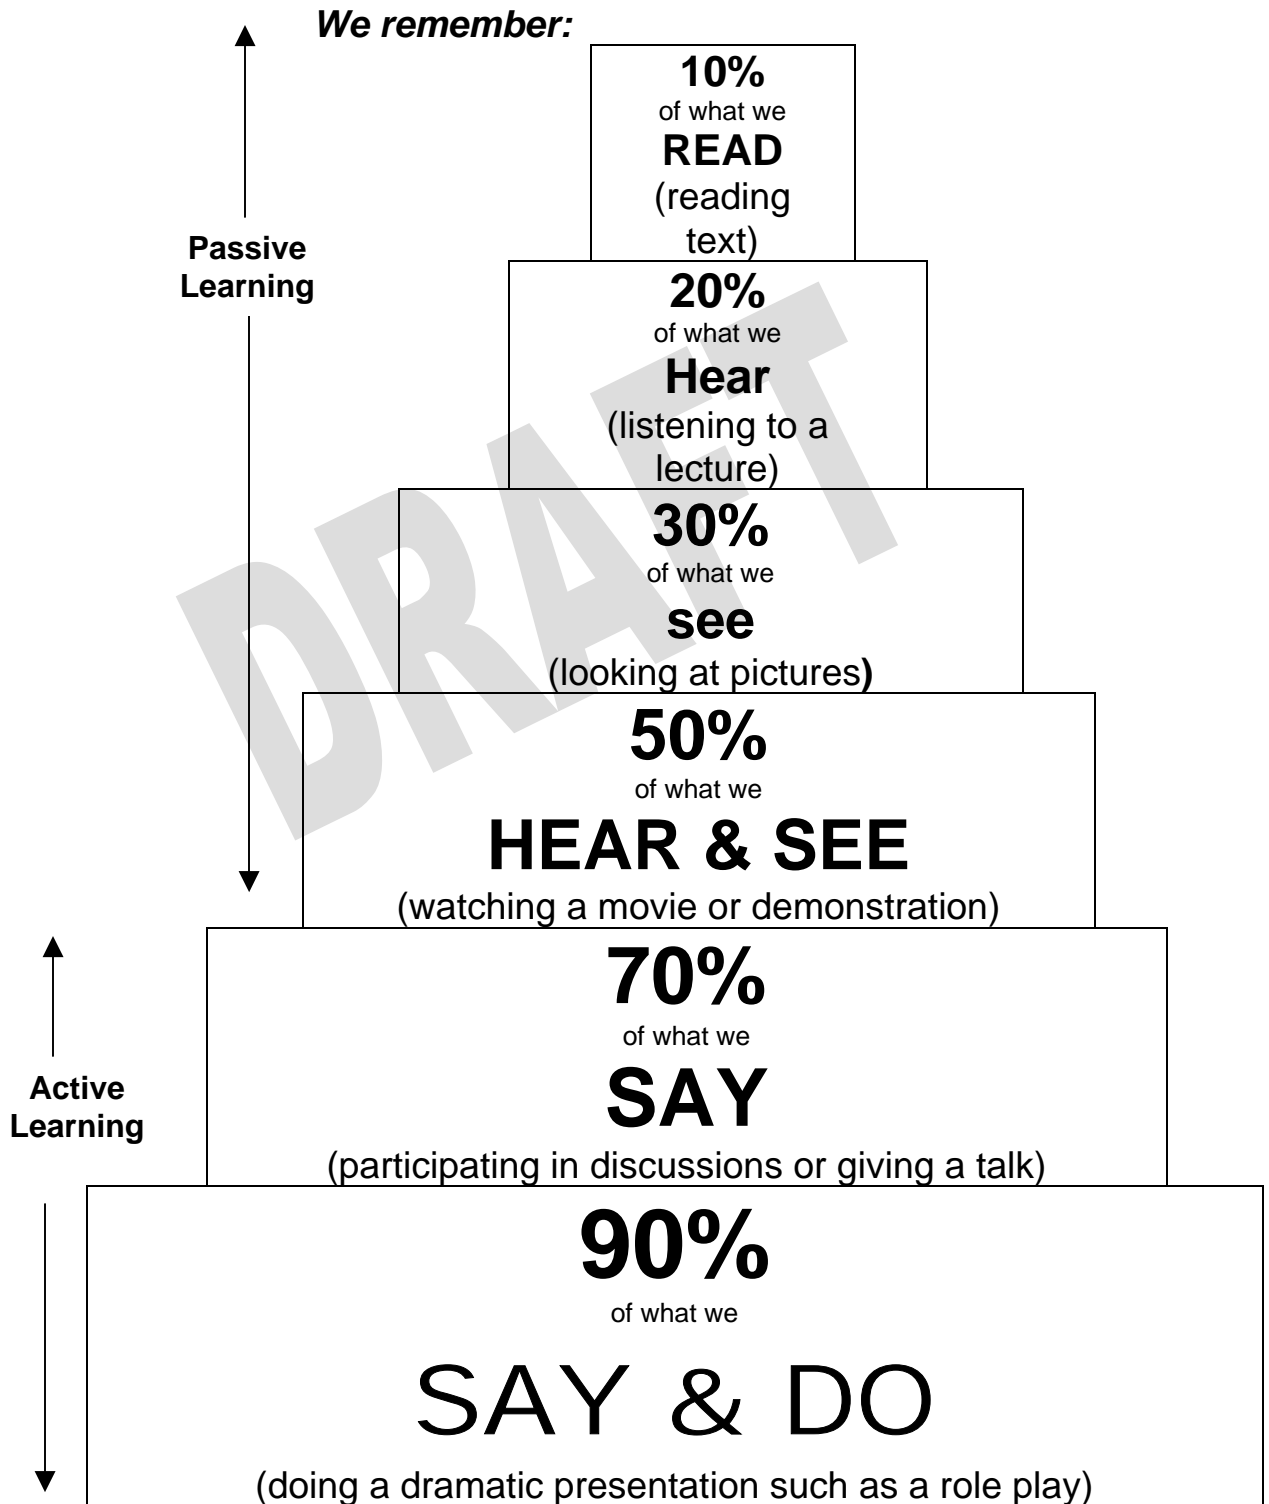 We remember:
10%
of what we
READ
(reading
text)
Passive
Learning
20%
of what we
Hear
(listening to a
lecture)
30%
of what we
see
(looking at pictures)
50%
of what we
HEAR & SEE
(watching a movie or demonstration)
70%
of what we
SAY
(participating in discussions or giving a talk)
Active
Learning
90%
of what we
SAY & DO
(doing a dramatic presentation such as a role play)
DRAFT